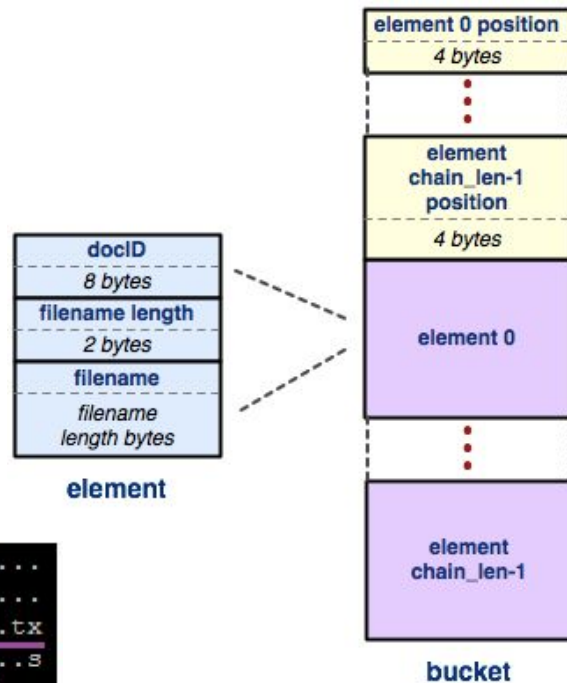 element 0 position
4 bytes
element
chain_len-1
position
4 bytes
docID
8 bytes
filename length
2 bytes
filename
filename
length bytes
element
element 0
element
chain_len-1
bucket
...
...
.tx
..s